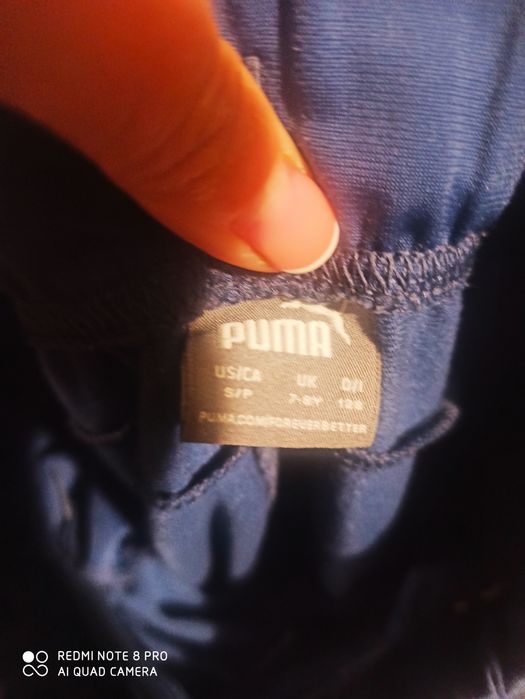 PUMA
US/CA UK D/I
S/P 7-8Y 128
PUMA.COM/FOREVERBETTER
REDMI NOTE 8 PRO
AI QUAD CAMERA